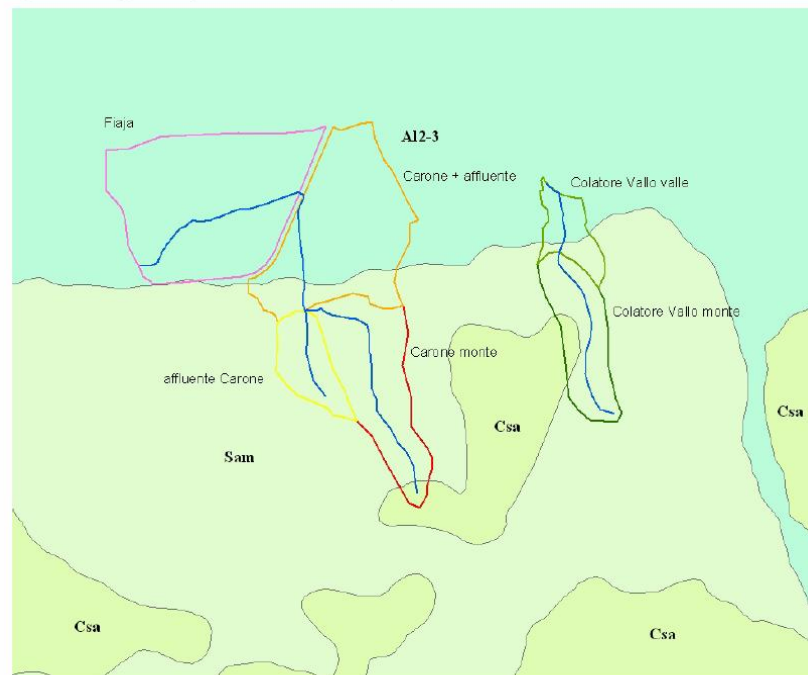 Fiaja
Al2-3
Carone + affluente
Colatore Vallo valle
Colatore Vallo monte
Carone monte
affluente Carone
Csa
Csa
Sam
Csa
Csa